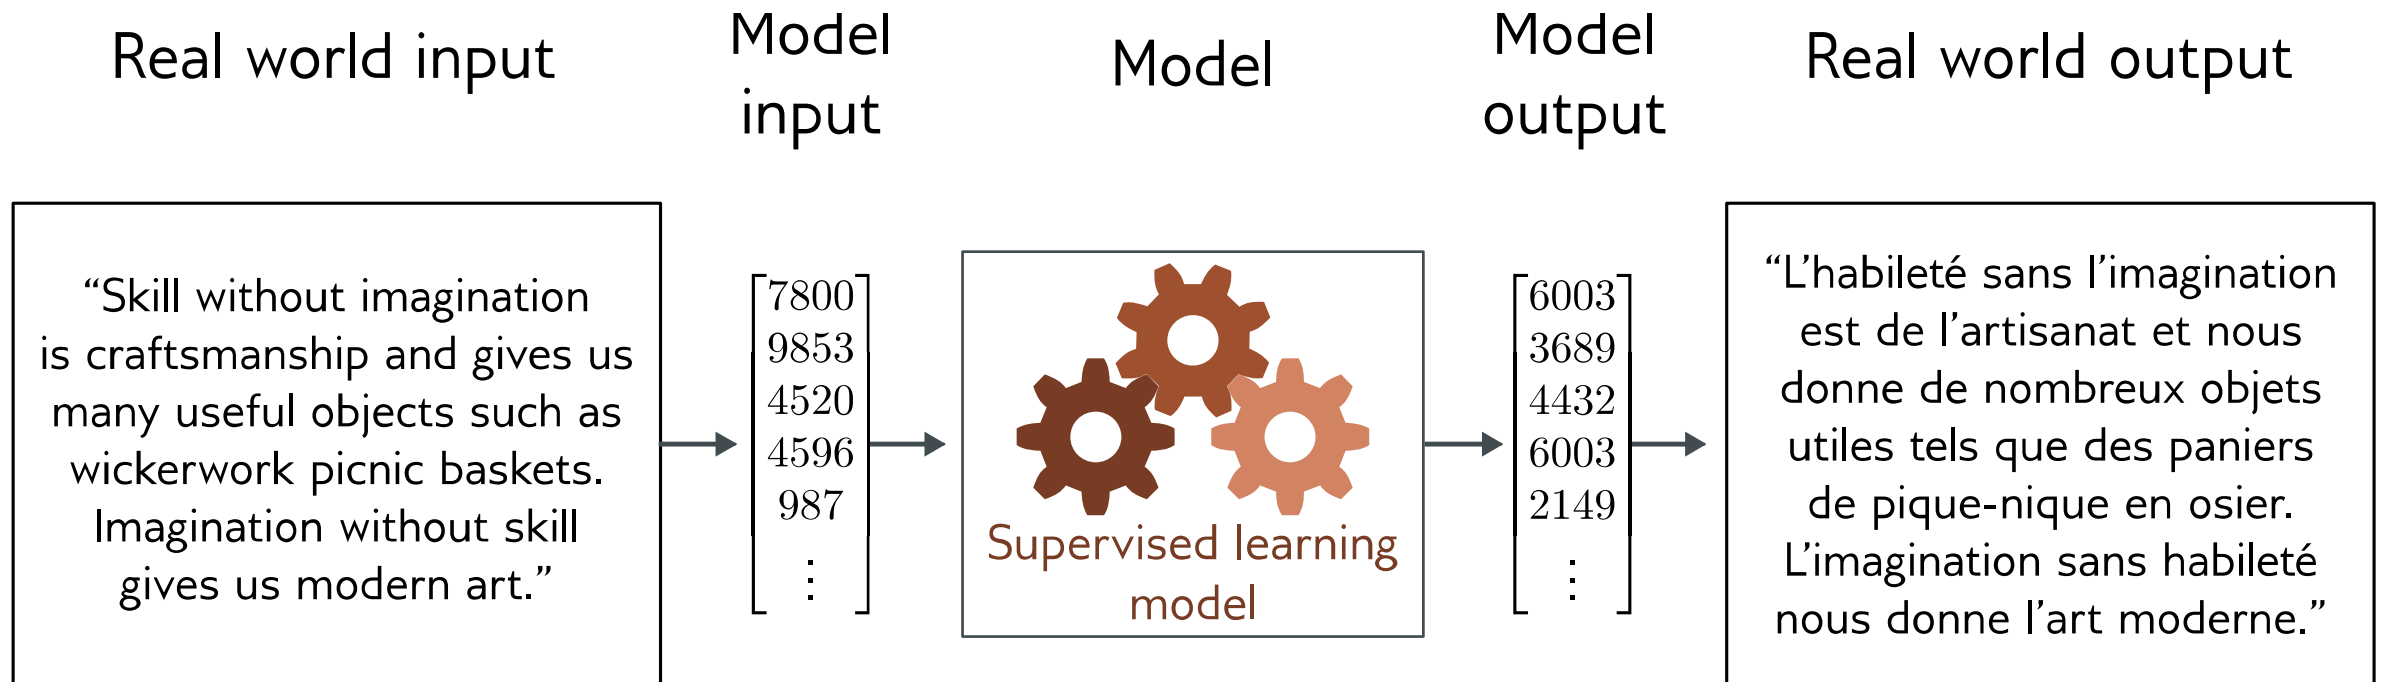 Real world input
Model
input
Model
Model
output
Real world output
“Skill without imagination
is craftsmanship and gives us
many useful objects such as
wickerwork picnic baskets.
Imagination without skill
gives us modern art.”
7800
9853
4520
4596
987
⋮
Supervised learning
model
6003
3689
4432
6003
2149
⋮
“L’habileté sans l’imagination
est de l’artisanat et nous
donne de nombreux objets
utiles tels que des paniers
de pique-nique en osier.
L’imagination sans habileté
nous donne l’art moderne.”